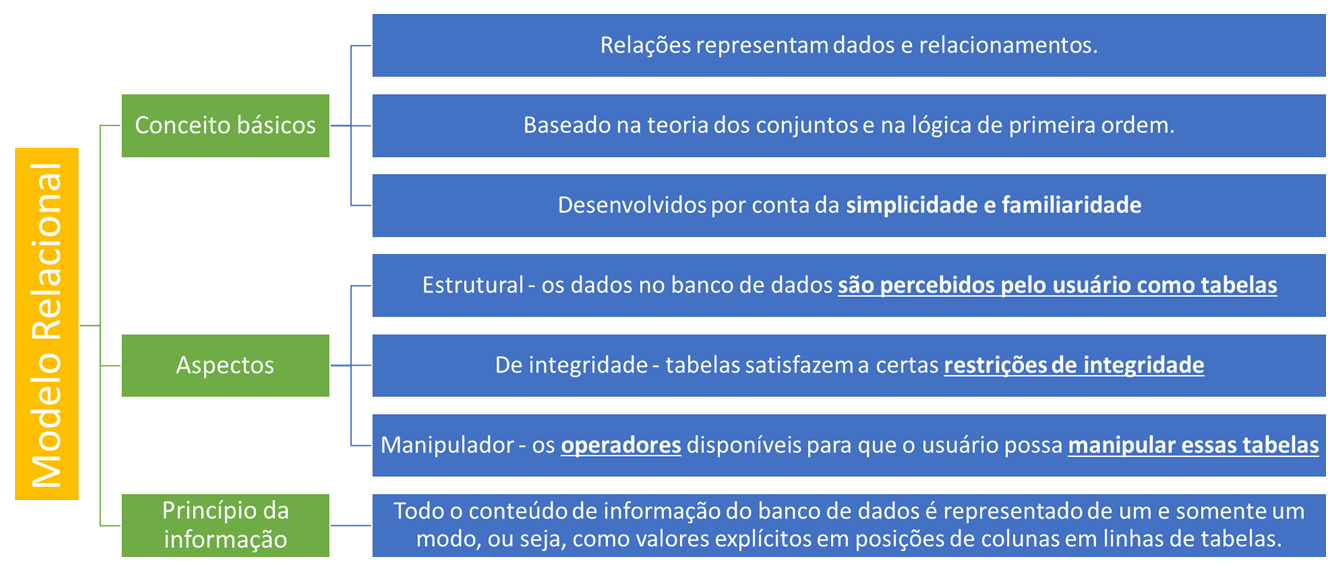 Modelo Relacional
Conceito básicos
Relações representam dados e relacionamentos.
Baseado na teoria dos conjuntos e na lógica de primeira ordem.
Desenvolvidos por conta da simplicidade e familiaridade
Aspectos
Estrutural - os dados no banco de dados são percebidos pelo usuário como tabelas
De integridade - tabelas satisfazem a certas restrições de integridade
Manipulador - os operadores disponíveis para que o usuário possa manipular essas tabelas
Princípio da
informação
Todo o conteúdo de informação do banco de dados é representado de um e somente um
modo, ou seja, como valores explícitos em posições de colunas em linhas de tabelas.